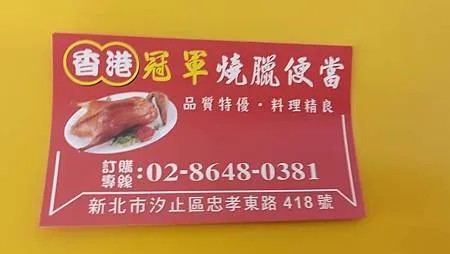 香港冠軍燒臘便當
品質特優·料理精良
訂購專線:02-8648-0381
新北市汐止區忠孝東路418號